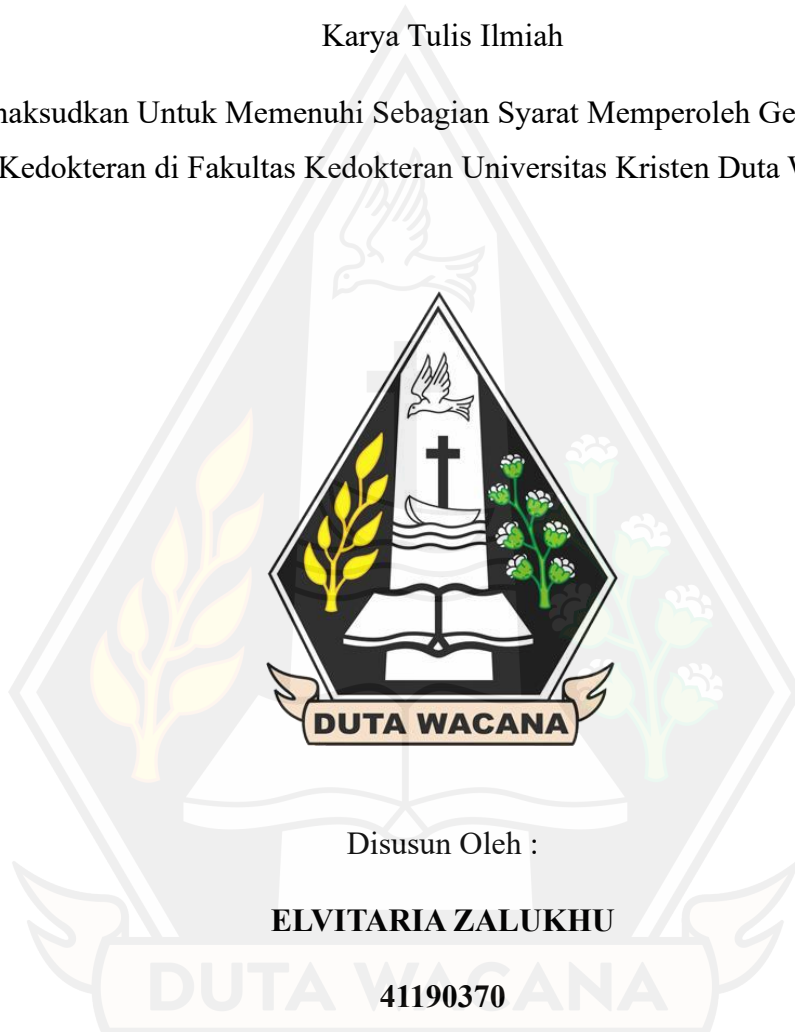 Karya Tulis Ilmiah
naksudkan Untuk Memenuhi Sebagian Syarat Memperoleh Ge
Kedokteran di Fakultas Kedokteran Universitas Kristen Duta W
DUTA WACANA
Disusun Oleh :
ELVITARIA ZALUKHU
DUTA WACANA
41190370